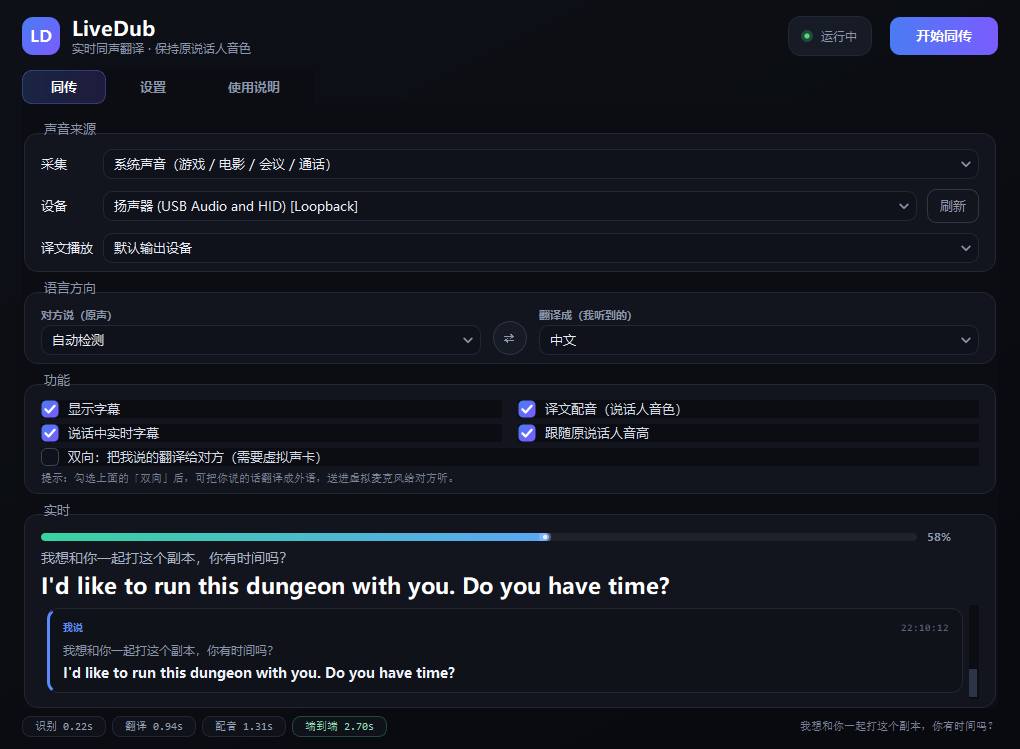 LD
LiveDub
实时同声翻译 · 保持原说话人音色
运行中
开始同传
同传
设置
使用说明
声音来源
采集
系统声音（游戏 / 电影 / 会议 / 通话）
设备
扬声器 (USB Audio and HID) [Loopback]
刷新
译文播放
默认输出设备
语言方向
对方说（原声）
翻译成（我听到的）
自动检测
⇄
中文
功能
显示字幕
译文配音（说话人音色）
说话中实时字幕
跟随原说话人音高
双向：把我说的翻译给对方（需要虚拟声卡）
提示：勾选上面的「双向」后，可把你说的话翻译成外语，送进虚拟麦克风给对方听。
实时
58%
我想和你一起打这个副本，你有时间吗？
I'd like to run this dungeon with you. Do you have time?
我说
22:10:12
我想和你一起打这个副本，你有时间吗？
I'd like to run this dungeon with you. Do you have time?
识别 0.22s
翻译 0.94s
配音 1.31s
端到端 2.70s
我想和你一起打这个副本，你有时间吗？